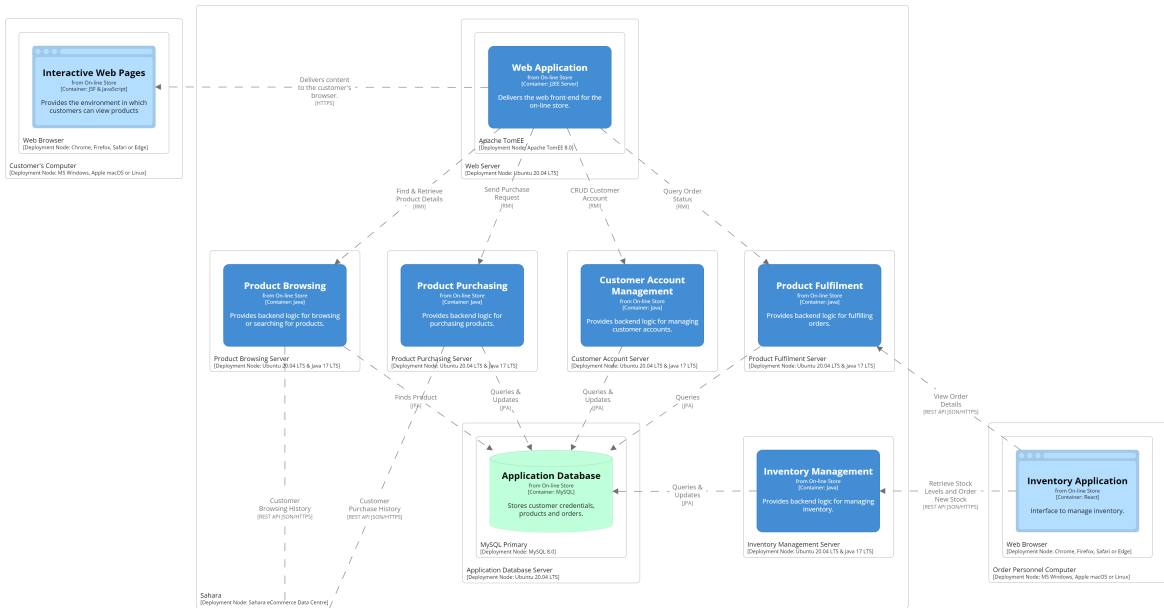 Interactive Web Pages
from On-line Store
[Container: JSP & JavaScript]
Provides the environment in which
customers can view products
Web Browser
[Deployment Node: Chrome, Firefox, Safari or Edge]
Customer's Computer
[Deployment Node: MS Windows, Apple macOS or Linux]
Delivers content
to the customer's
browser.
[HTTPS]
Web Application
from On-line Store
[Container: J2EE Server]
Delivers the web front-end for the
on-line store.
Apache TomEE
[Deployment Node: Apache TomEE 8.0]
Web Server
[Deployment Node: Ubuntu 20.04 LTS]
Find & Retrieve
Product Details
[RMI]
Send Purchase
Request
[RMI]
CRUD Customer
Account
[RMI]
Query Order
Status
[RMI]
Product Browsing
from On-line Store
[Container: Java]
Provides backend logic for browsing
or searching for products.
Product Browsing Server
[Deployment Node: Ubuntu 20.04 LTS & Java 17 LTS]
Product Purchasing
from On-line Store
[Container: Java]
Provides backend logic for
purchasing products.
Product Purchasing Server
[Deployment Node: Ubuntu 20.04 LTS & Java 17 LTS]
Customer Account
Management
from On-line Store
[Container: Java]
Provides backend logic for managing
customer accounts.
Customer Account Server
[Deployment Node: Ubuntu 20.04 LTS & Java 17 LTS]
Product Fulfilment
from On-line Store
[Container: Java]
Provides backend logic for fulfilling
orders.
Product Fulfilment Server
[Deployment Node: Ubuntu 20.04 LTS & Java 17 LTS]
Finds Product
[JPA]
Queries &
Updates
[JPA]
Queries &
Updates
[JPA]
Queries
[JPA]
View Order
Details
[REST API JSON/HTTPS]
Application Database
from On-line Store
[Container: MySQL]
Stores customer credentials,
products and orders.
MySQL Primary
[Deployment Node: MySQL 8.0]
Application Database Server
[Deployment Node: Ubuntu 20.04 LTS]
Queries &
Updates
[JPA]
Inventory Management
from On-line Store
[Container: Java]
Provides backend logic for managing
inventory.
Inventory Management Server
[Deployment Node: Ubuntu 20.04 LTS & Java 17 LTS]
Retrieve Stock
Levels and Order
New Stock
[REST API JSON/HTTPS]
Inventory Application
from On-line Store
[Container: React]
Interface to manage inventory.
Web Browser
[Deployment Node: Chrome, Firefox, Safari or Edge]
Order Personnel Computer
[Deployment Node: MS Windows, Apple macOS or Linux]
Customer
Browsing History
[REST API JSON/HTTPS]
Customer
Purchase History
[REST API JSON/HTTPS]
Sahara
[Deployment Node: Sahara eCommerce Data Centre]